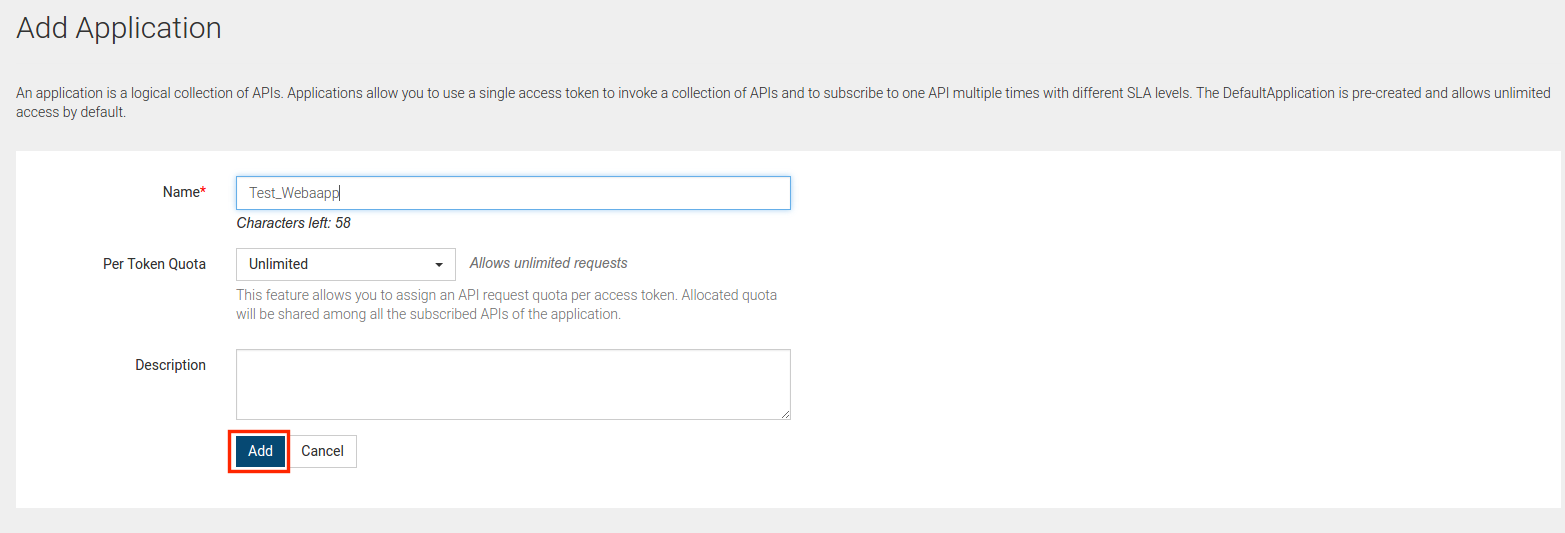 Add Application
An application is a logical collection of APIs. Applications allow you to use a single access token to invoke a collection of APIs and to subscribe to one API multiple times with different SLA levels. The DefaultApplication is pre-created and allows unlimited
access by default.
Name*
Test_Webaapp
Characters left: 58
Per Token Quota
Unlimited
Allows unlimited requests
This feature allows you to assign an API request quota per access token. Allocated quota
will be shared among all the subscribed APIs of the application.
Description
Add Cancel